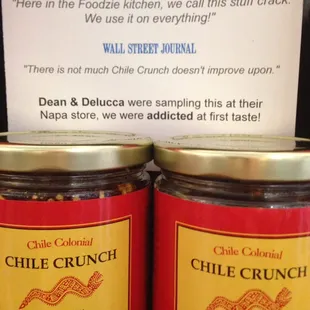 "Here in the Foodzie kitchen, we call this stuff crack.
We use it on everything!"
WALL STREET JOURNAL
"There is not much Chile Crunch doesn't improve upon."
Dean & Delucca were sampling this at their
Napa store, we were addicted at first taste!
Chile Colonial
CHILE CRUNCH
Chile Colonial
CHILE CRUNCH